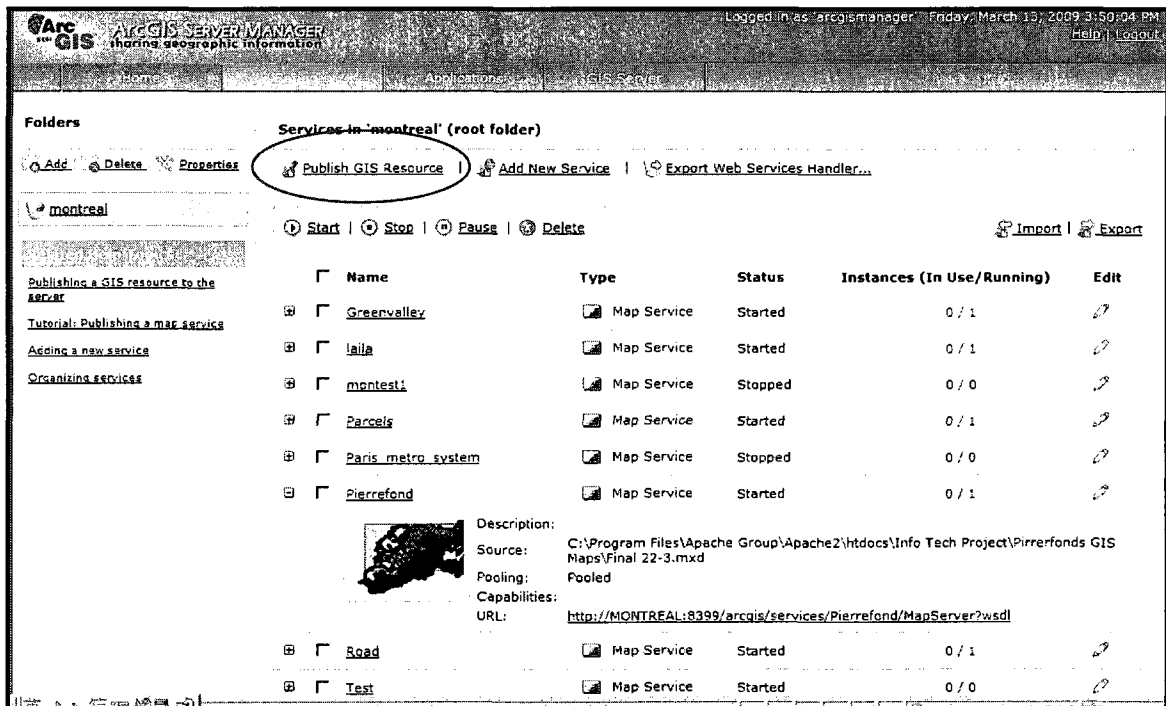 Logged in as 'arcgismanager' Friday, March 13, 2009 3:50:04 PM
Arc GIS
ArcGIS SERVER MANAGER
sharing geographic information
Help | Logout
Home Applications GIS Server
Folders
Add Delete Properties
montreal
Publishing a GIS resource to the server
Tutorial: Publishing a map service
Adding a new service
Organizing services
Services in 'montreal' (root folder)
Publish GIS Resource | Add New Service | Export Web Services Handler...
Start | Stop | Pause | Delete
Import | Export
Name Type Status Instances (In Use/Running) Edit
Greenvalley Map Service Started 0 / 1
laila Map Service Started 0 / 1
montest1 Map Service Stopped 0 / 0
Parcels Map Service Started 0 / 1
Paris metro system Map Service Stopped 0 / 0
Pierrefond Map Service Started 0 / 1
Description:
Source: C:\Program Files\Apache Group\Apache2\htdocs\Info Tech Project\Pirrerfonds GIS
Maps\Final 22-3.mxd
Pooling: Pooled
Capabilities:
URL: http://MONTREAL:8399/arcgis/services/Pierrefond/MapServer?wsdl
Road Map Service Started 0 / 1
Test Map Service Started 0 / 0